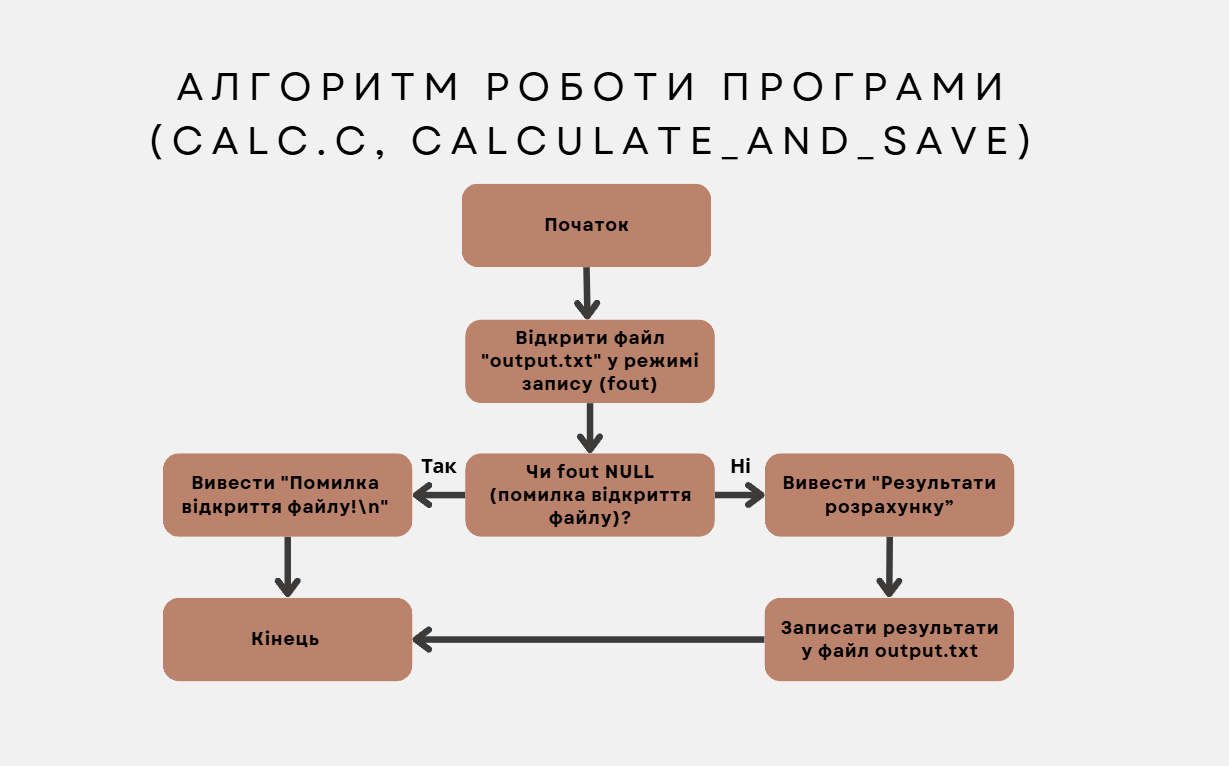 АЛГОРИТМ РОБОТИ ПРОГРАМИ
(CALC.C, CALCULATE_AND_SAVE)
Початок
Відкрити файл
"output.txt" у режимі
запису (fout)
Вивести "Помилка
відкриття файлу!\n"
Так
Чи fout NULL
(помилка відкриття
файлу)?
Ні
Вивести "Результати
розрахунку”
Кінець
Записати результати
у файл output.txt